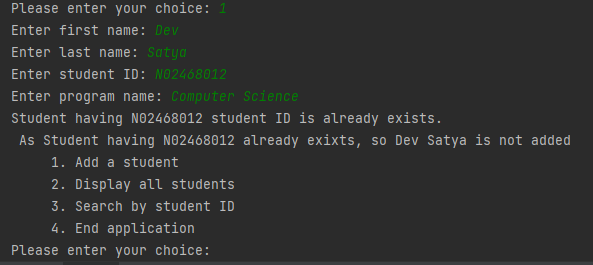 Please enter your choice: 1
Enter first name: Dev
Enter last name: Satya
Enter student ID: N02468012
Enter program name: Computer Science
Student having N02468012 student ID is already exists.
As Student having N02468012 already exixts, so Dev Satya is not added
1. Add a student
2. Display all students
3. Search by student ID
4. End application
Please enter your choice: